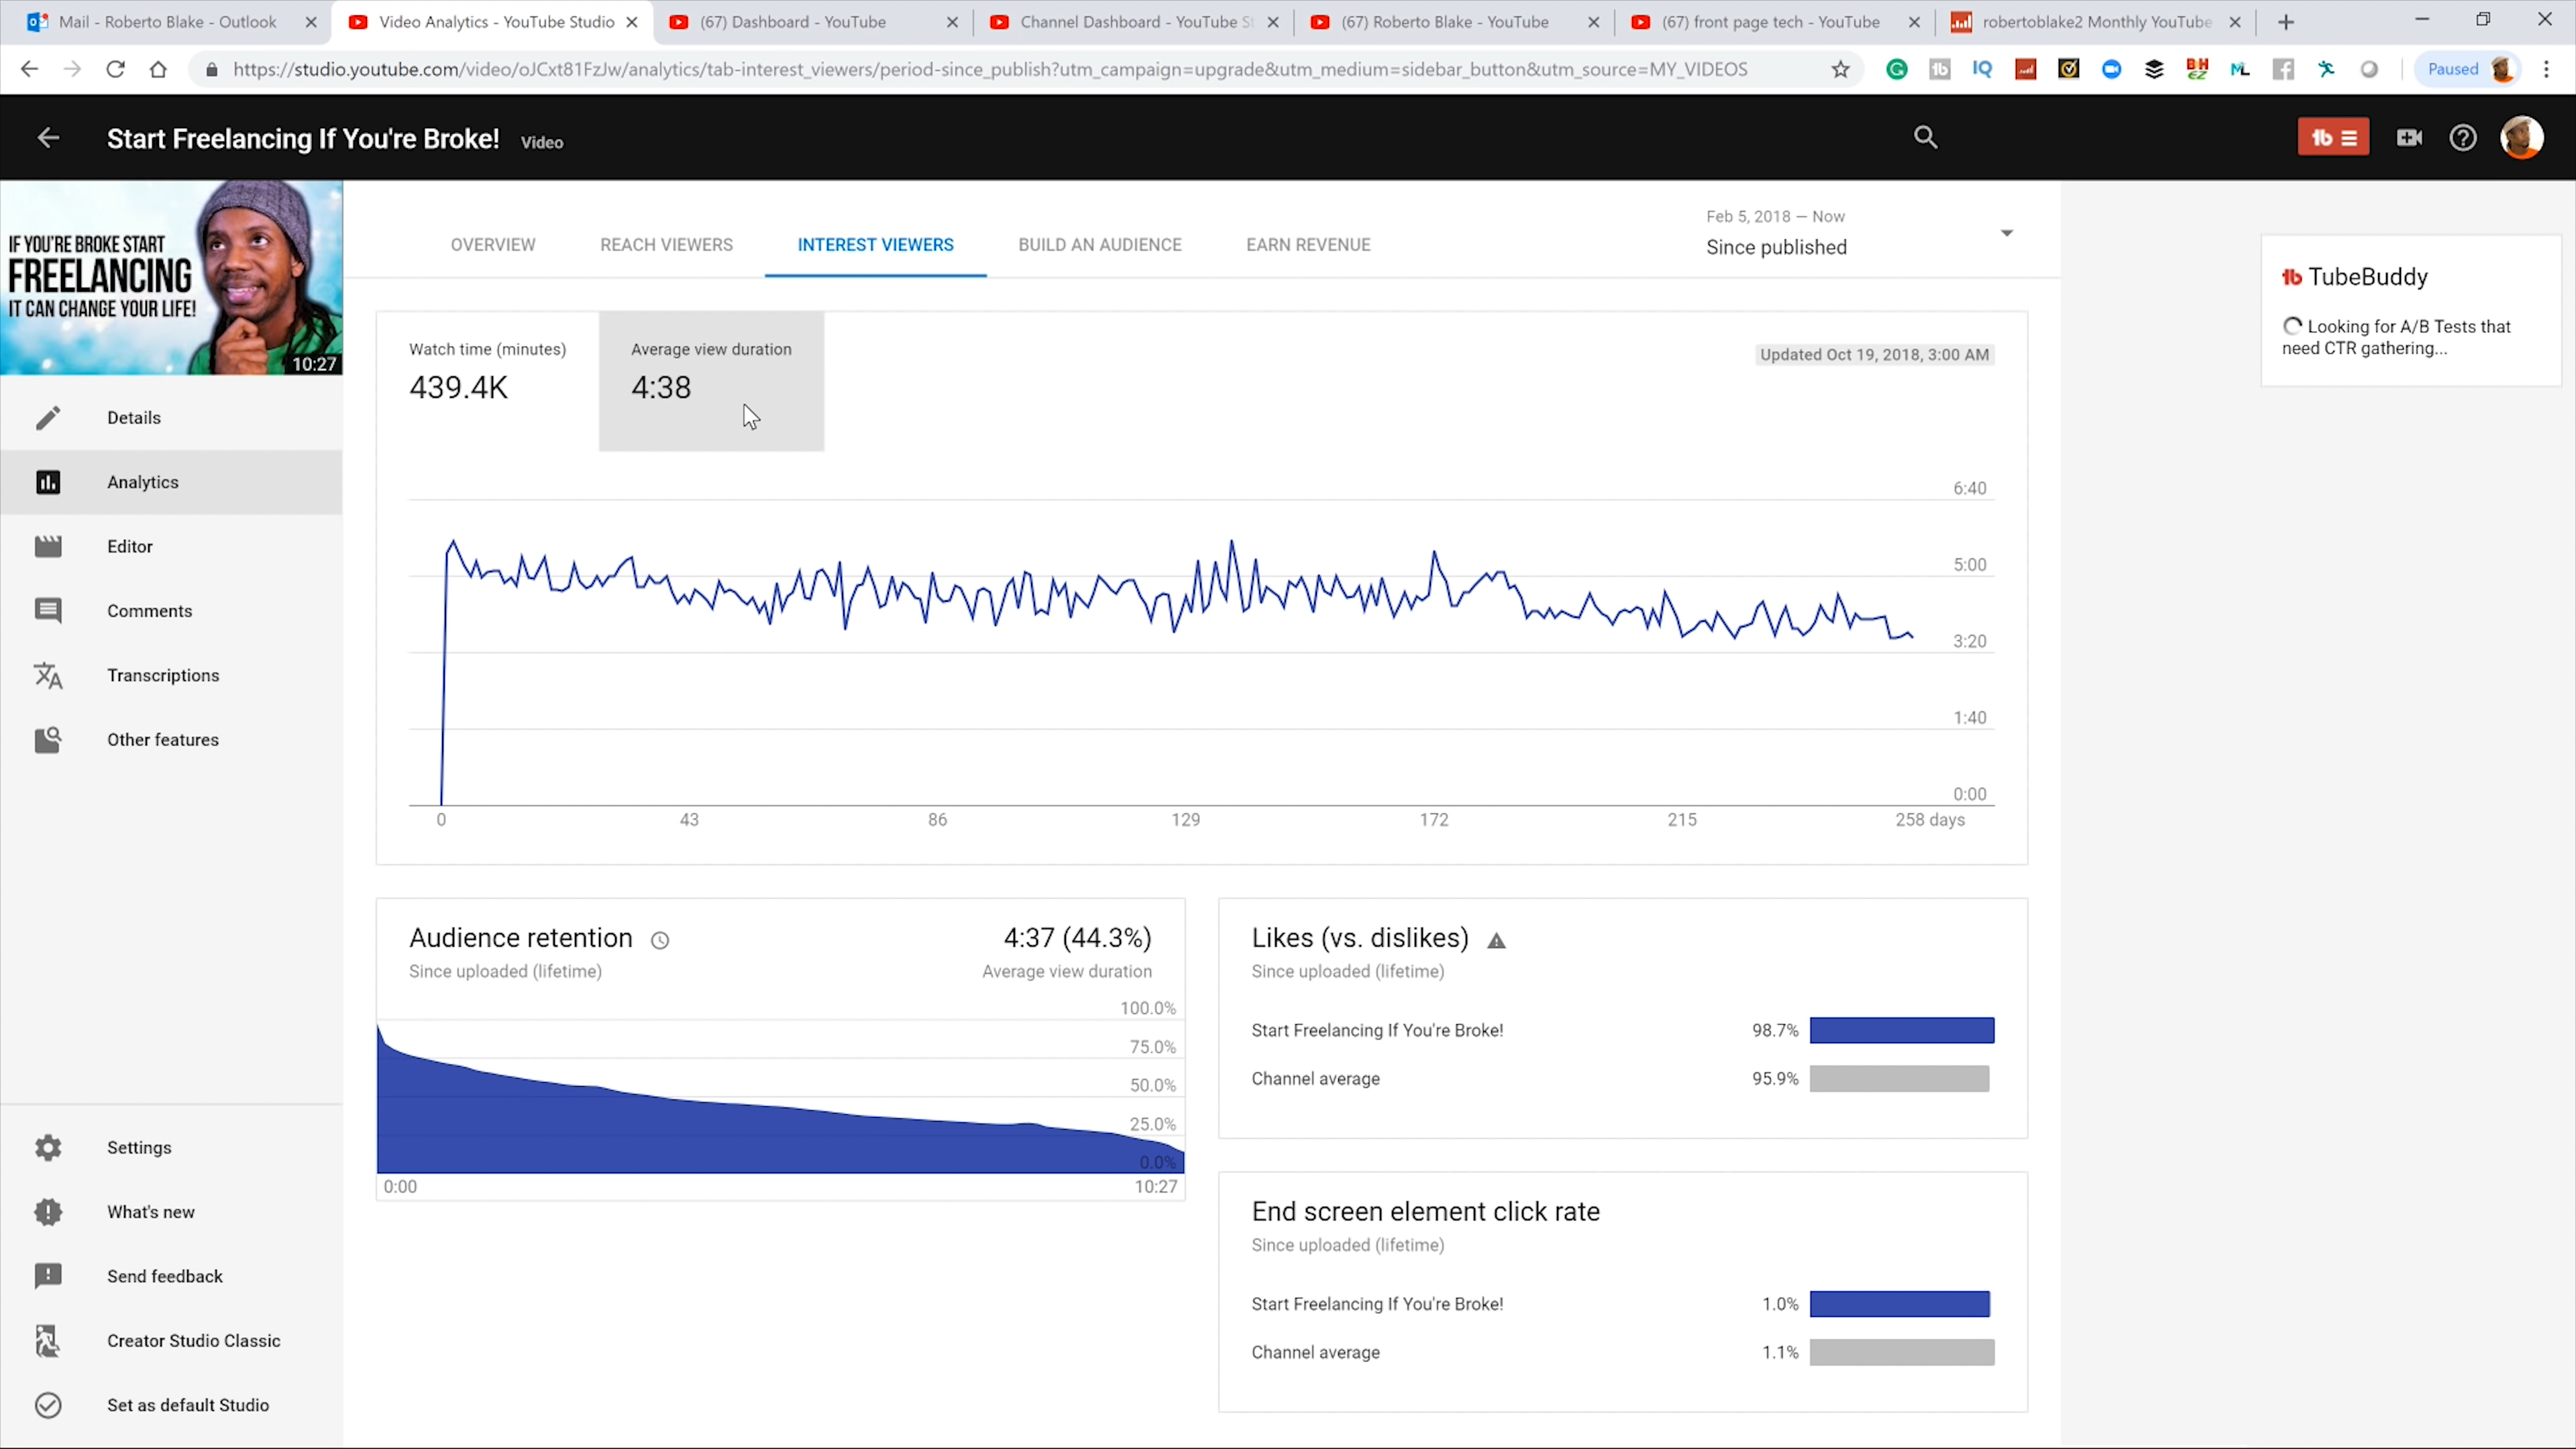 Mail - Roberto Blake - Outlook
Video Analytics - YouTube Studio
(67) Dashboard - YouTube
Channel Dashboard - YouTube St
(67) Roberto Blake - YouTube
(67) front page tech - YouTube
robertoblake2 Monthly YouTube
https://studio.youtube.com/video/oJCxt81FzJw/analytics/tab-interest_viewers/period-since_publish?utm_campaign=upgrade&utm_medium=sidebar_button&utm_source=MY_VIDEOS
Paused
Start Freelancing If You're Broke! Video
IF YOU'RE BROKE START
FREELANCING
IT CAN CHANGE YOUR LIFE!
10:27
Details
Analytics
Editor
Comments
Transcriptions
Other features
Settings
What's new
Send feedback
Creator Studio Classic
Set as default Studio
OVERVIEW
REACH VIEWERS
INTEREST VIEWERS
BUILD AN AUDIENCE
EARN REVENUE
Feb 5, 2018 – Now
Since published
Watch time (minutes)
439.4K
Average view duration
4:38
Updated Oct 19, 2018, 3:00 AM
6:40
5:00
3:20
1:40
0:00
0 43 86 129 172 215 258 days
Audience retention
Since uploaded (lifetime)
4:37 (44.3%)
Average view duration
100.0%
75.0%
50.0%
25.0%
0.0%
0:00 10:27
Likes (vs. dislikes)
Since uploaded (lifetime)
Start Freelancing If You're Broke! 98.7%
Channel average 95.9%
End screen element click rate
Since uploaded (lifetime)
Start Freelancing If You're Broke! 1.0%
Channel average 1.1%
TubeBuddy
Looking for A/B Tests that
need CTR gathering...